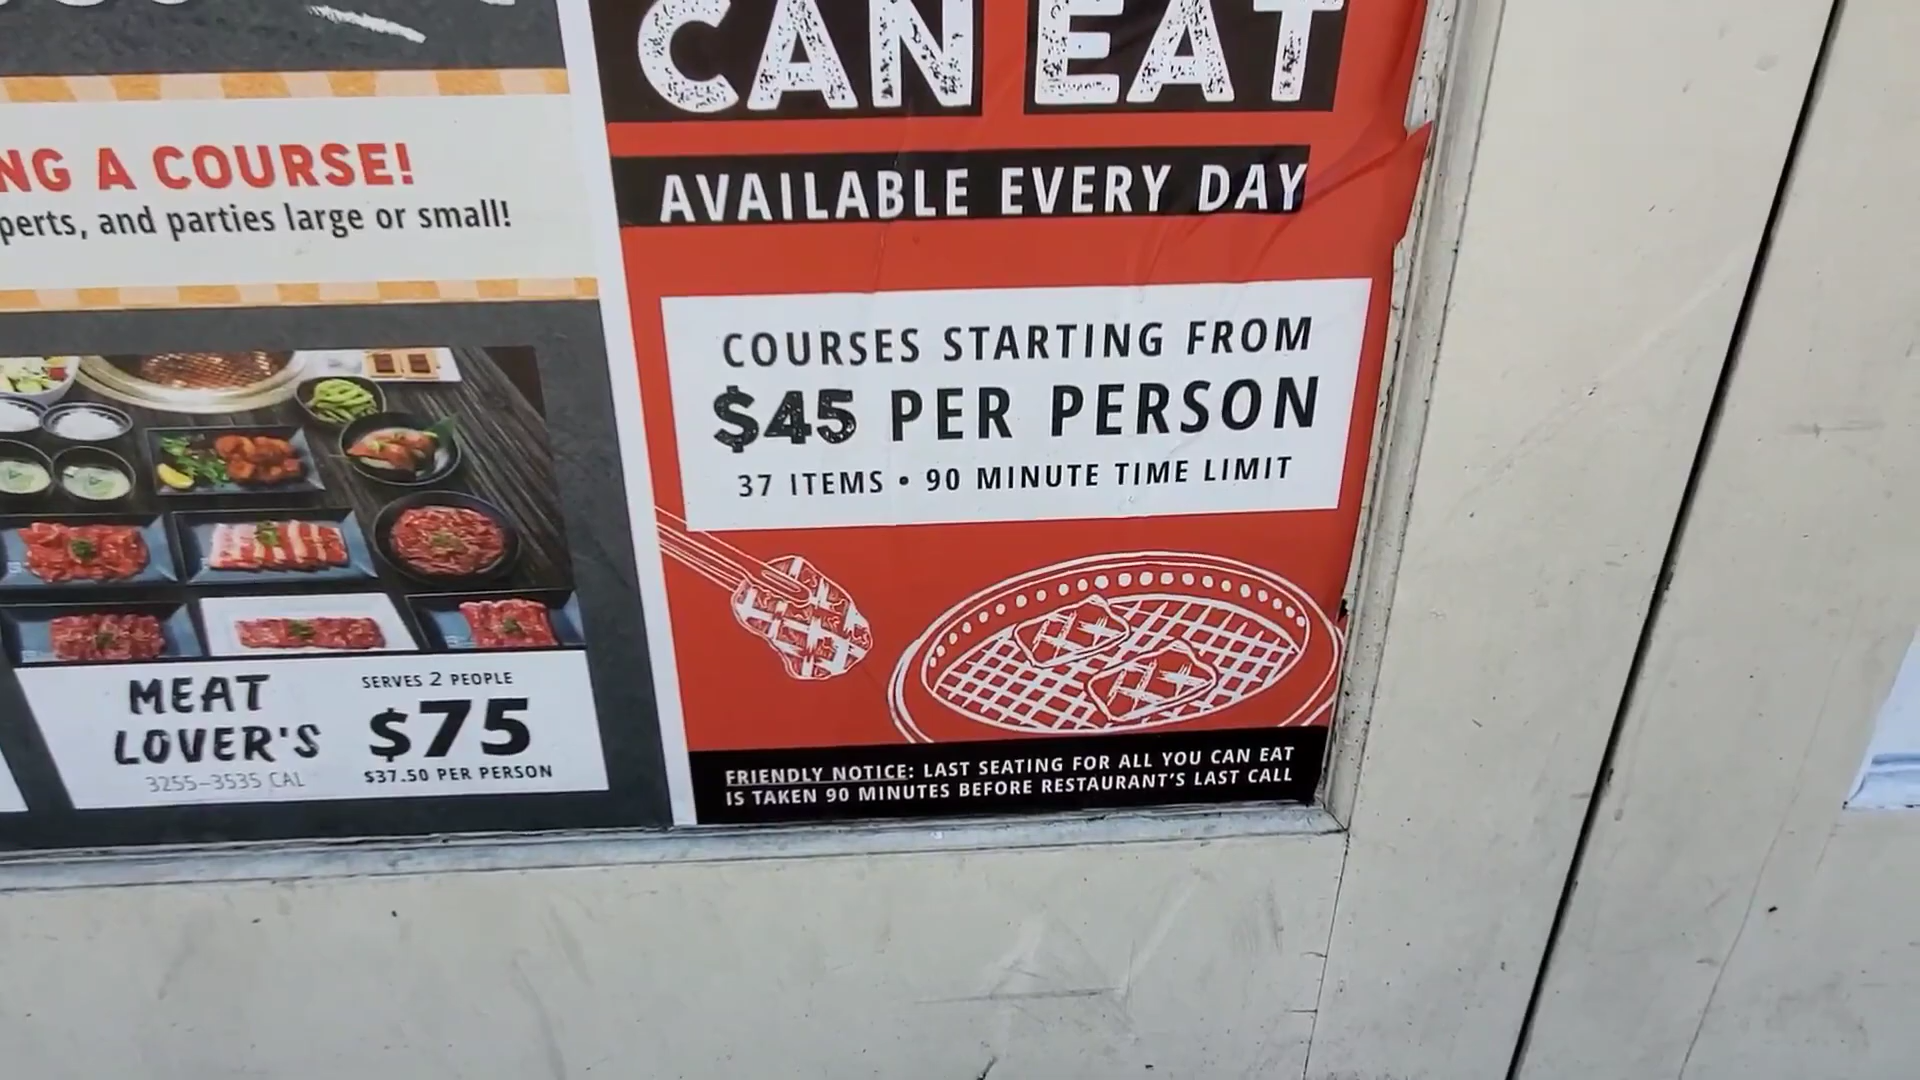 NG A COURSE!
perts, and parties large or small!
MEAT
LOVER'S
3255–3535 CAL
SERVES 2 PEOPLE
$75
$37.50 PER PERSON
CAN EAT
AVAILABLE EVERY DAY
COURSES STARTING FROM
$45 PER PERSON
37 ITEMS • 90 MINUTE TIME LIMIT
FRIENDLY NOTICE: LAST SEATING FOR ALL YOU CAN EAT
IS TAKEN 90 MINUTES BEFORE RESTAURANT'S LAST CALL